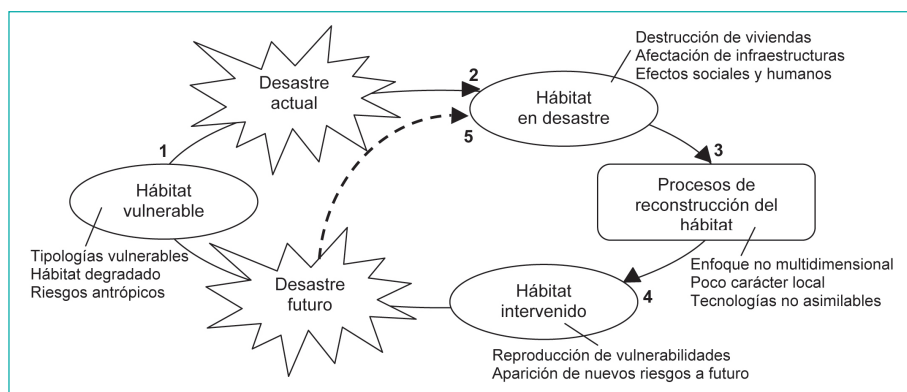 Destrucción de viviendas
Afectación de infraestructuras
Efectos sociales y humanos
Desastre
actual
2
Hábitat
en desastre
5
1
3
Hábitat
vulnerable
Procesos de
reconstrucción del
hábitat
Tipologías vulnerables
Hábitat degradado
Riesgos antrópicos
Desastre
futuro
Enfoque no multidimensional
Poco carácter local
Tecnologías no asimilables
Hábitat
intervenido
4
Reproducción de vulnerabilidades
Aparición de nuevos riesgos a futuro